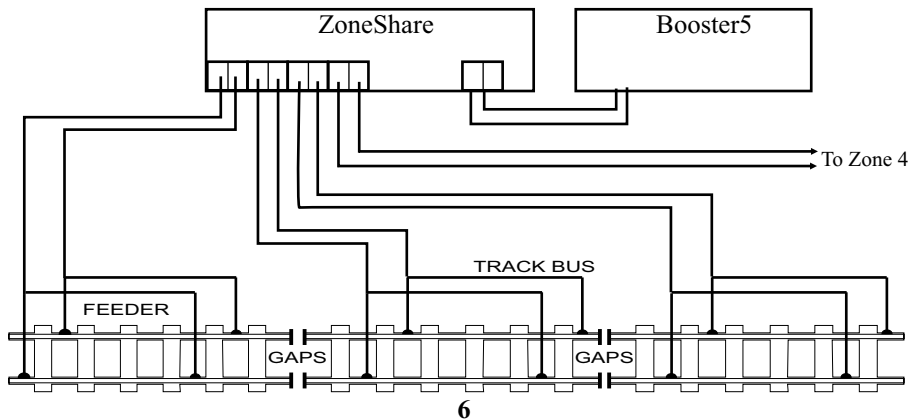 ZoneShare
Booster5
To Zone 4
TRACK BUS
FEEDER
GAPS
GAPS
6